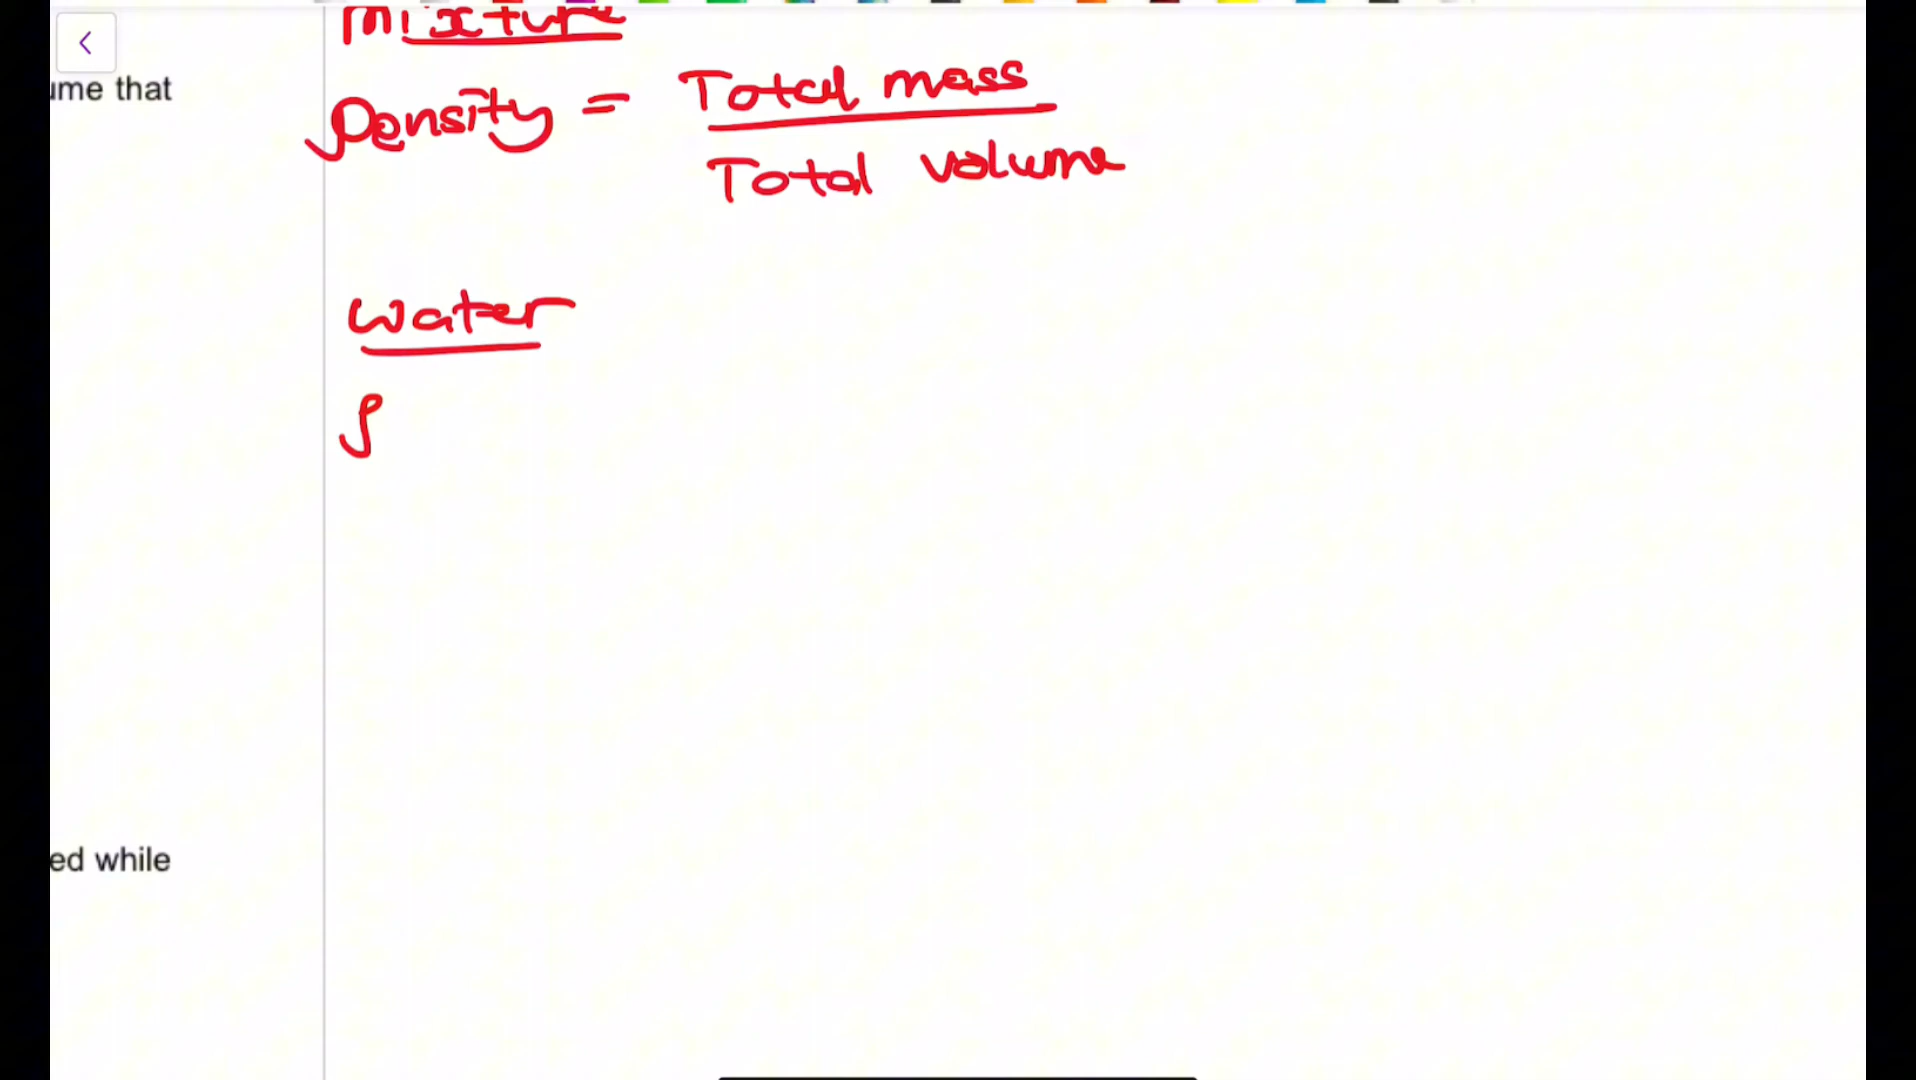 mixture
ume that
Density = Total mass
Total volume
water
ρ
ed while